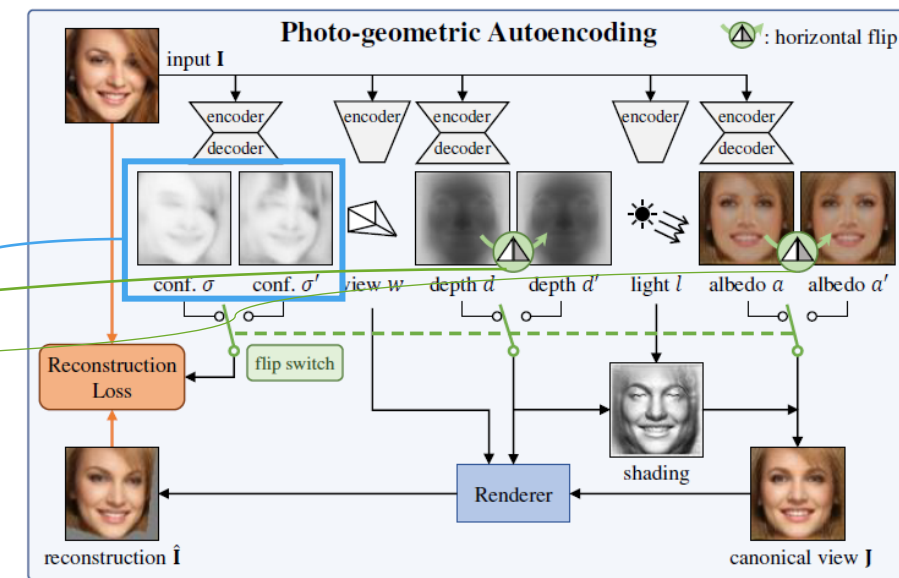 Photo-geometric Autoencoding
: horizontal flip
input I
encoder
decoder
encoder
encoder
decoder
encoder
encoder
decoder
conf. σ
conf. σ′
view w
depth d
depth d′
light l
albedo a
albedo a′
flip switch
Reconstruction
Loss
shading
Renderer
reconstruction Î
canonical view J